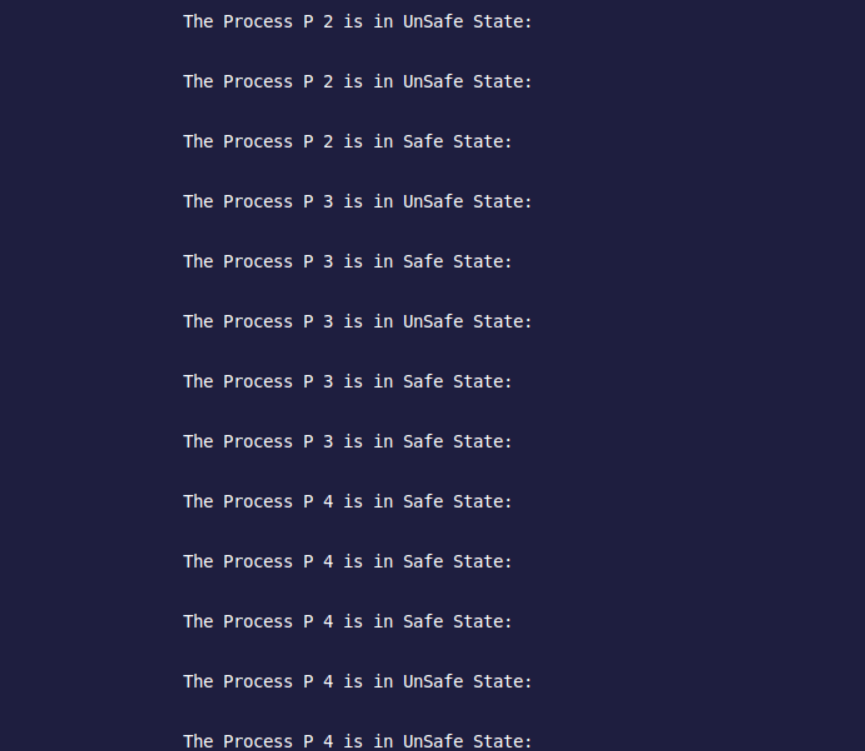 The Process P 2 is in UnSafe State:
The Process P 2 is in UnSafe State:
The Process P 2 is in Safe State:
The Process P 3 is in UnSafe State:
The Process P 3 is in Safe State:
The Process P 3 is in UnSafe State:
The Process P 3 is in Safe State:
The Process P 3 is in Safe State:
The Process P 4 is in Safe State:
The Process P 4 is in Safe State:
The Process P 4 is in Safe State:
The Process P 4 is in UnSafe State:
The Process P 4 is in UnSafe State: